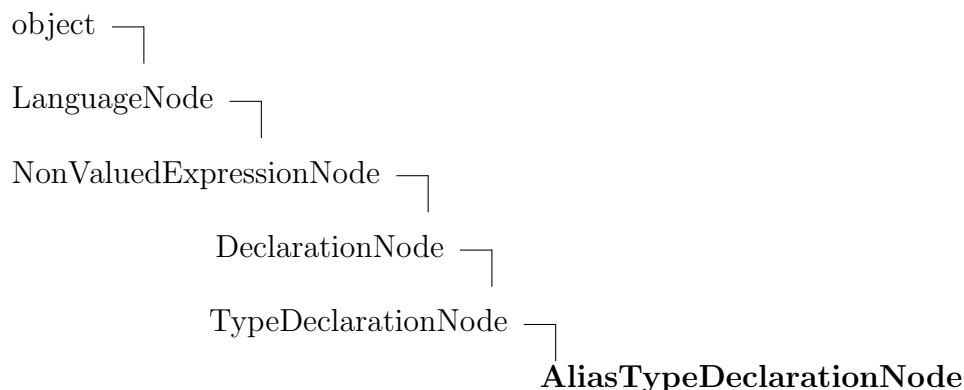 object
LanguageNode
NonValuedExpressionNode
DeclarationNode
TypeDeclarationNode
AliasTypeDeclarationNode